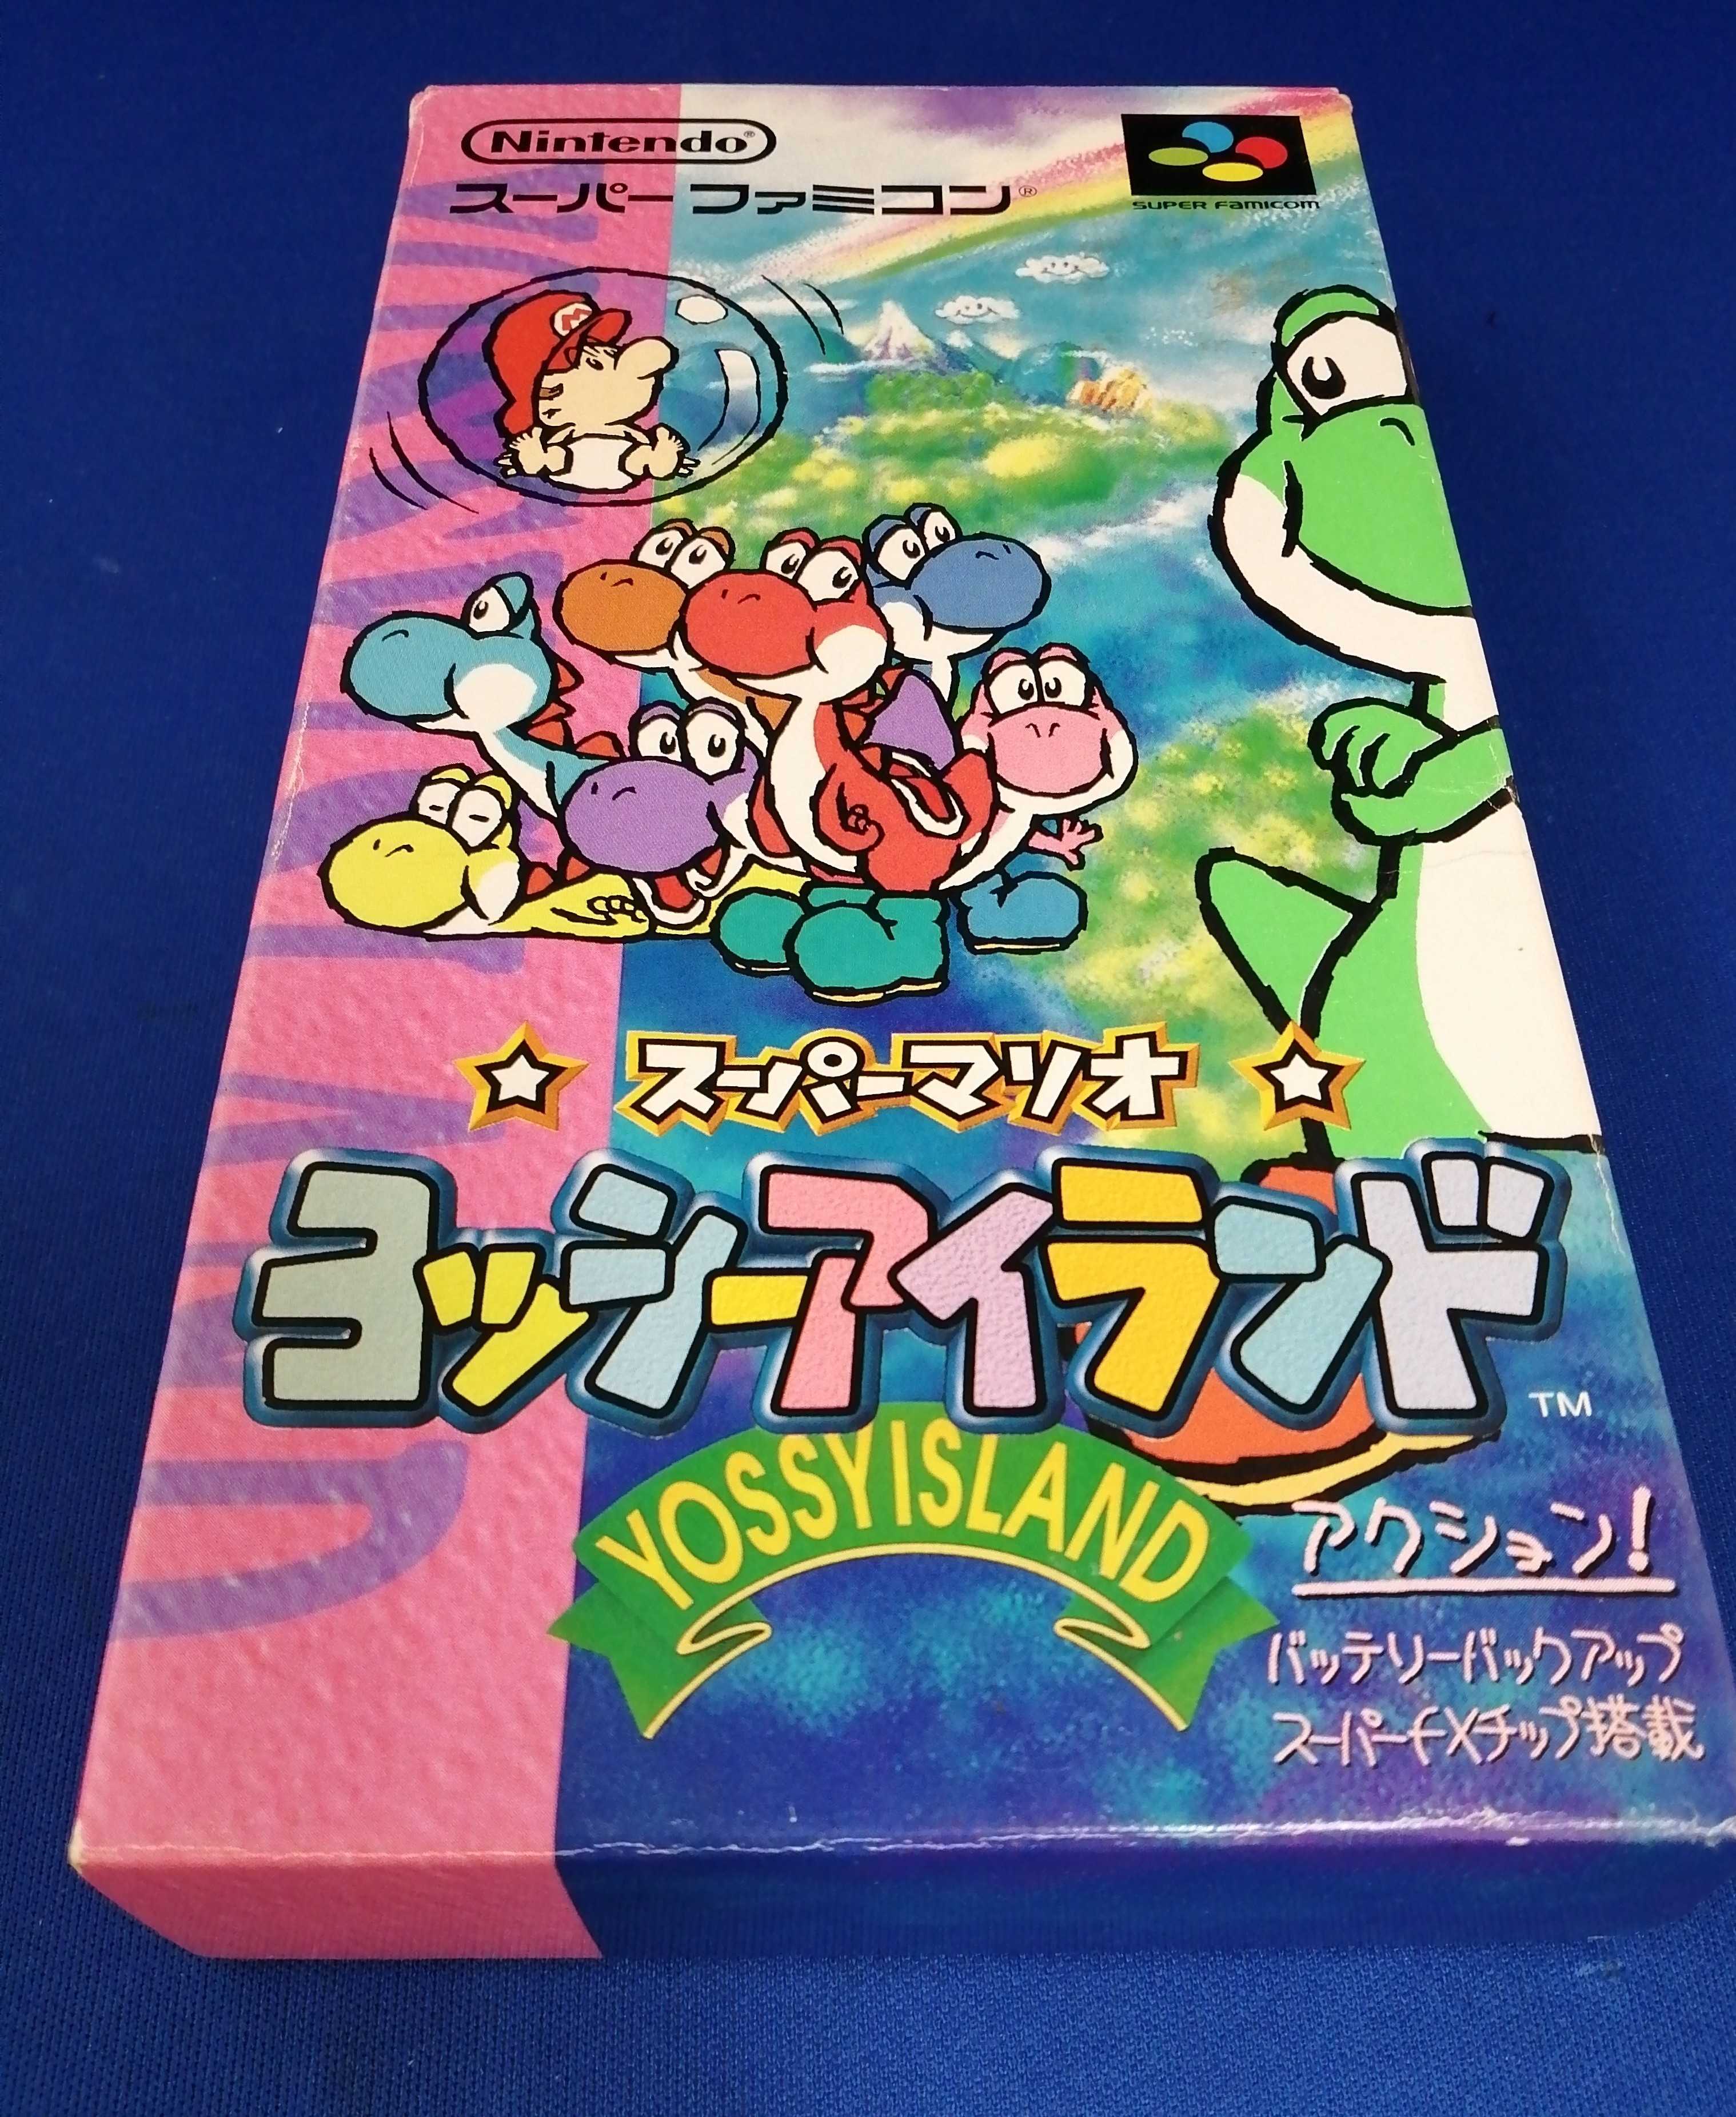 Nintendo®
スーパーファミコン®
SUPER FAMICOM
スーパーマリオ
ヨッシーアイランド
TM
YOSSY ISLAND
アクション!
バッテリーバックアップ
スーパーFXチップ搭載